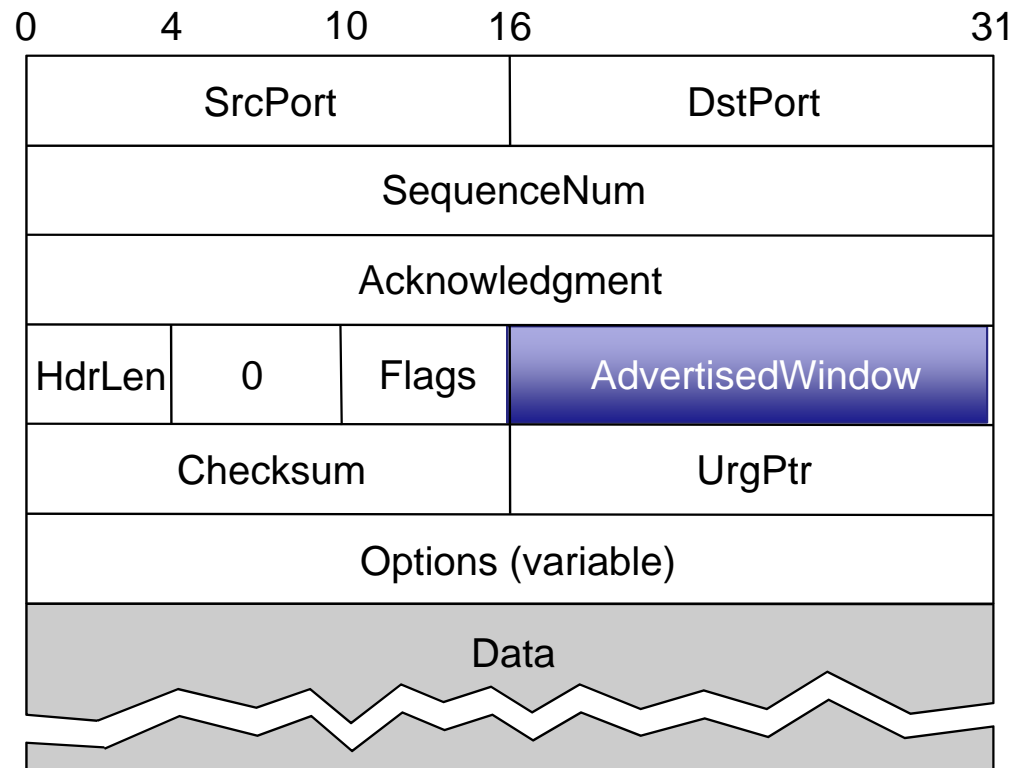 0 4 10 16 31
SrcPort DstPort
SequenceNum
Acknowledgment
HdrLen 0 Flags AdvertisedWindow
Checksum UrgPtr
Options (variable)
Data